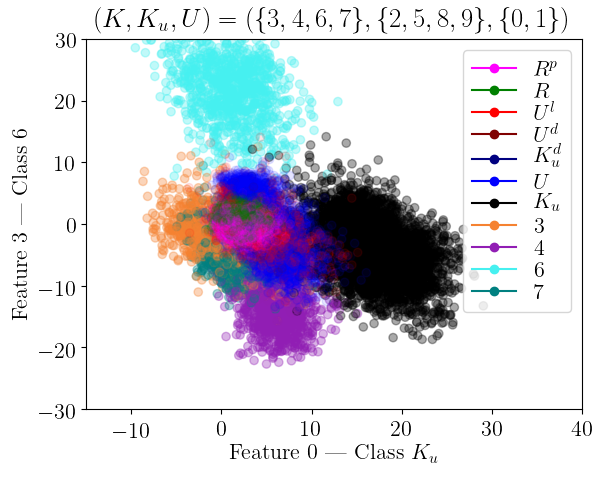 (K, K_u, U) = ({3, 4, 6, 7}, {2, 5, 8, 9}, {0, 1})
30
20
10
0
−10
−20
−30
Feature 3 — Class 6
R^p
R
U^l
U^d
K_u^d
U
K_u
3
4
6
7
−10
0
10
20
30
40
Feature 0 — Class K_u